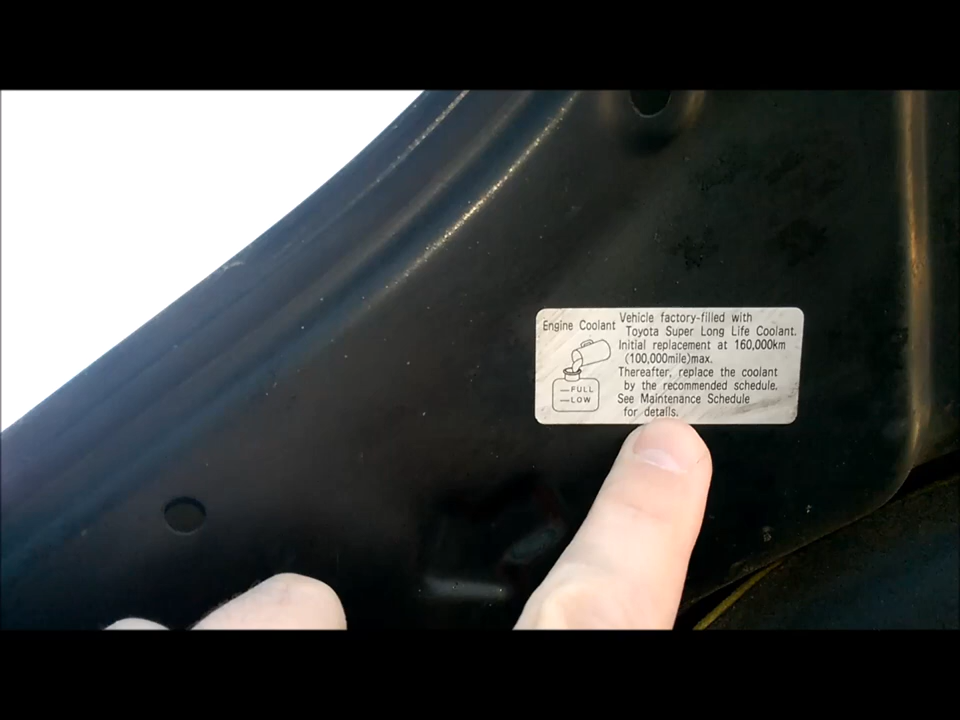 Engine Coolant
Vehicle factory-filled with
Toyota Super Long Life Coolant.
Initial replacement at 160,000km
(100,000mile)max.
Thereafter, replace the coolant
by the recommended schedule.
See Maintenance Schedule
for details.
—FULL
—LOW